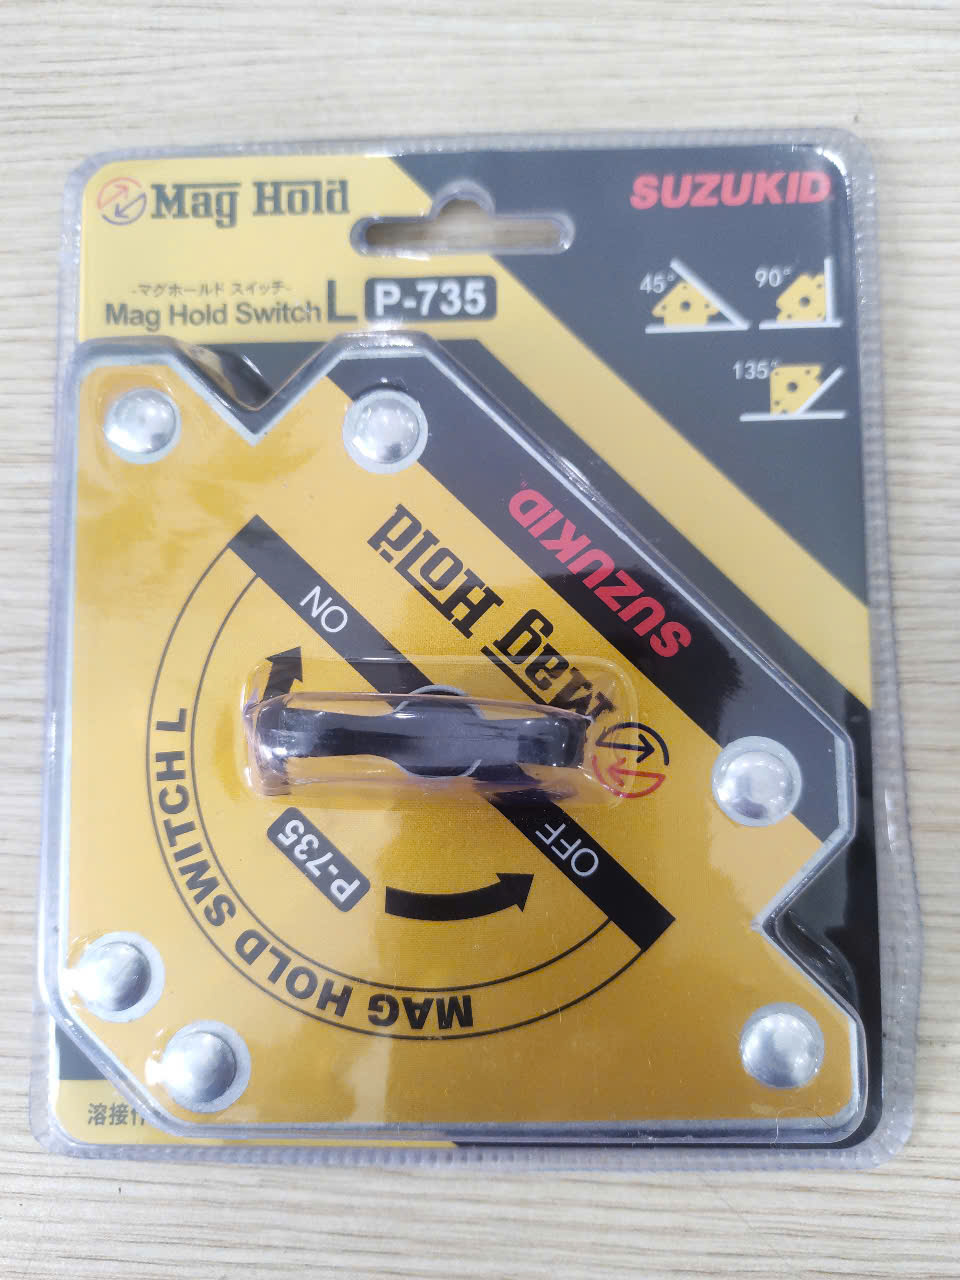 Mag Hold
SUZUKID
-マグホールド スイッチ-
Mag Hold Switch L P-735
45°
90°
135°
SUZUKID
Mag Hold
ON
OFF
P-735
MAG HOLD SWITCH L
溶接作